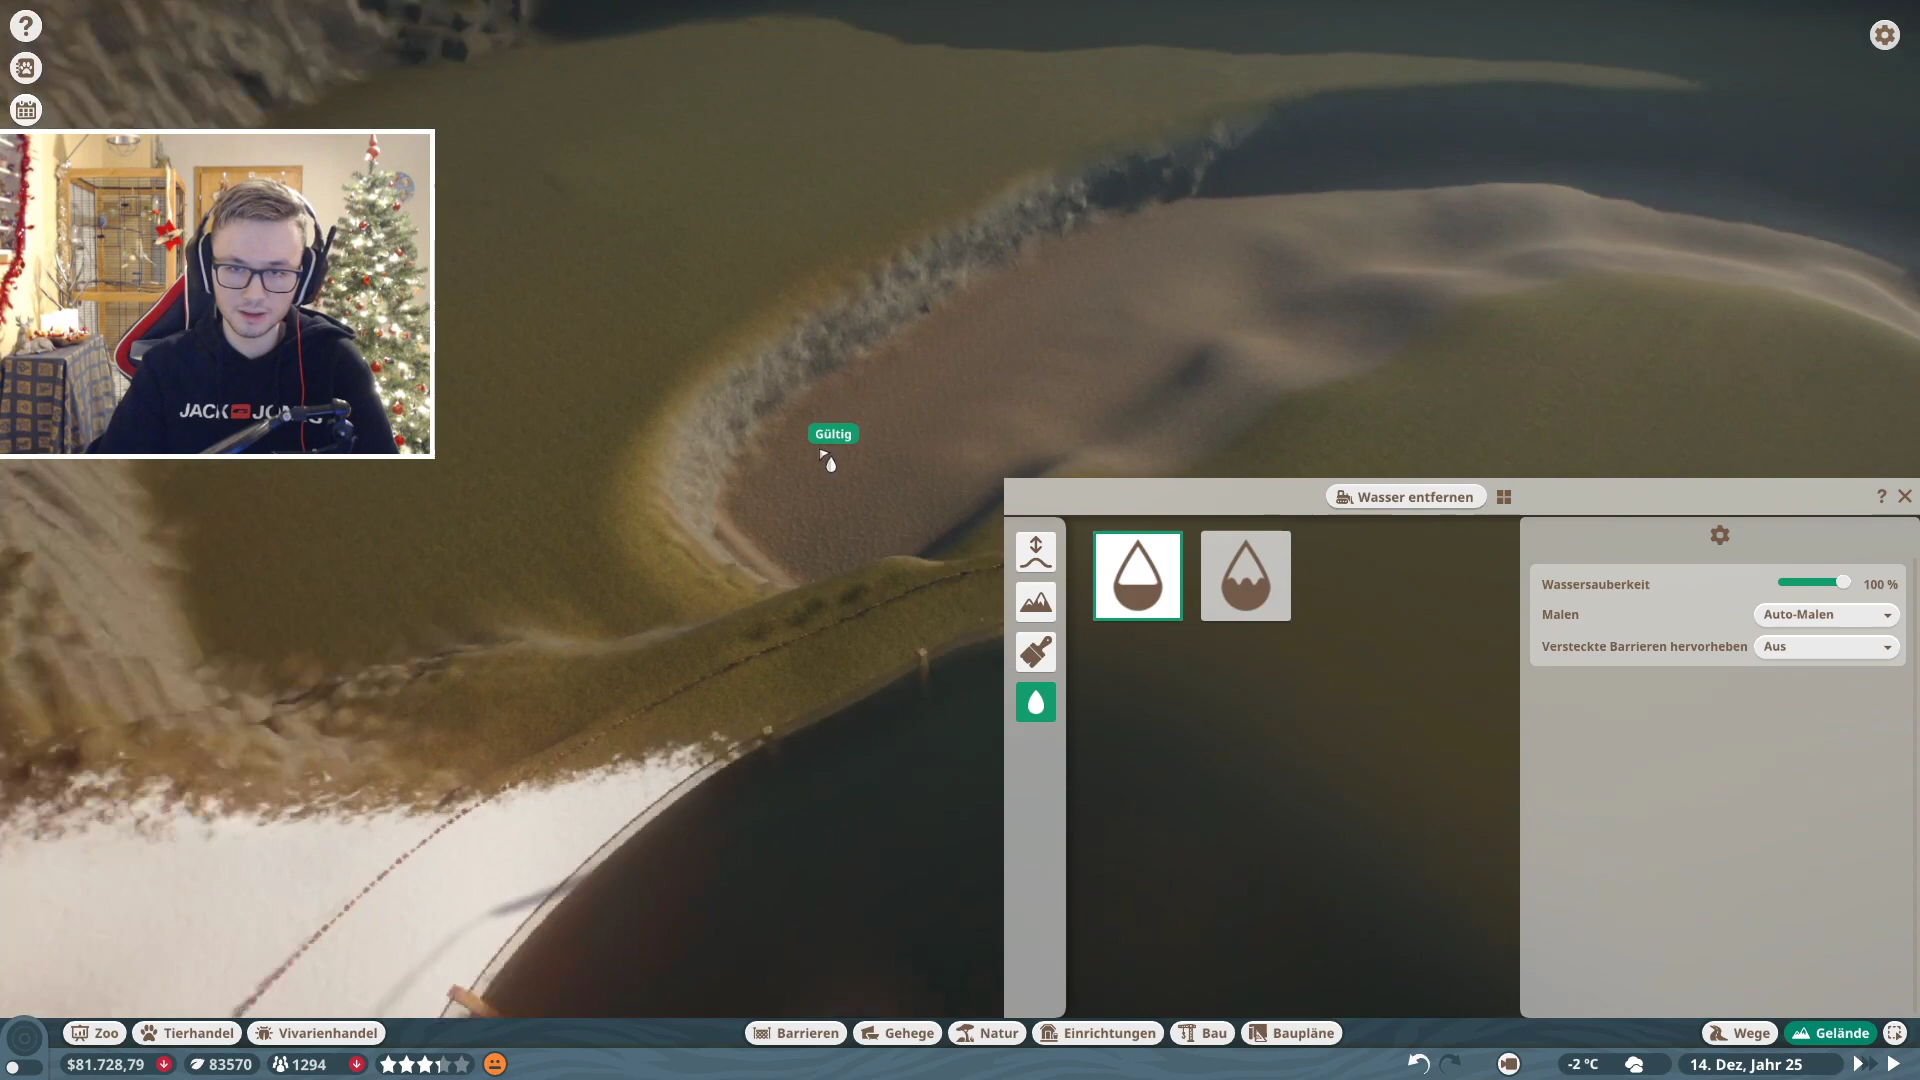 JACK JO
Gültig
Wasser entfernen
?
?
Wassersauberkeit 100 %
Malen Auto-Malen
Versteckte Barrieren hervorheben Aus
Zoo Tierhandel Vivarienhandel Barrieren Gehege Natur Einrichtungen Bau Baupläne Wege Gelände
$81.728,79 83570 1294 -2 °C 14. Dez, Jahr 25